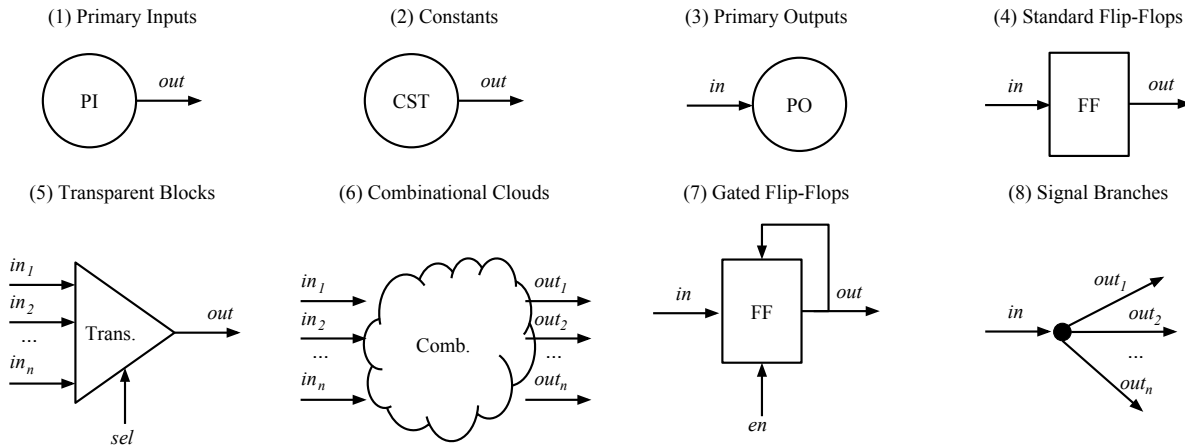 (1) Primary Inputs
(2) Constants
(3) Primary Outputs
(4) Standard Flip-Flops
PI
out
CST
out
in
PO
in
FF
out
(5) Transparent Blocks
(6) Combinational Clouds
(7) Gated Flip-Flops
(8) Signal Branches
in1
in2
...
inn
Trans.
out
sel
in1
in2
...
inn
Comb.
out1
out2
...
outn
in
FF
out
en
in
out1
out2
...
outn